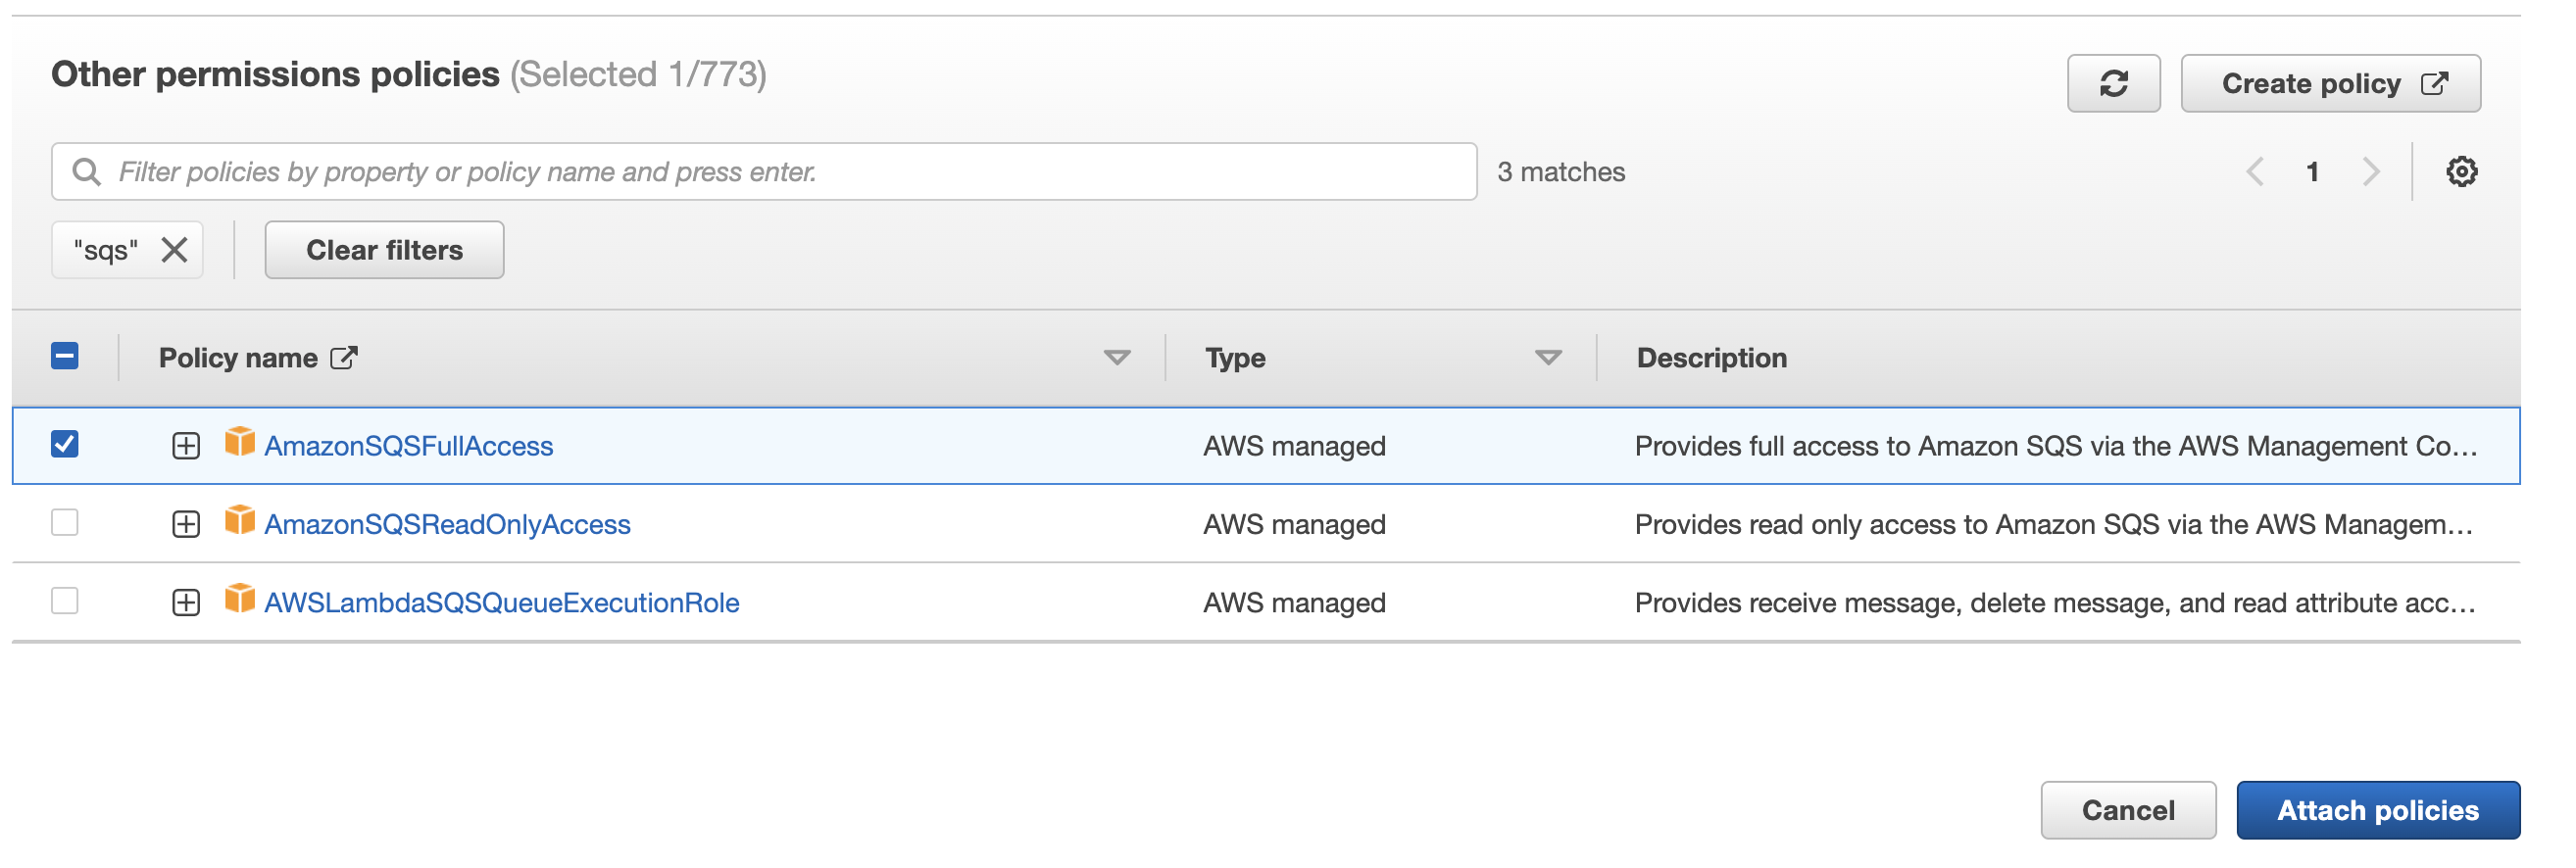 Other permissions policies (Selected 1/773)
Create policy
Filter policies by property or policy name and press enter.
3 matches
1
"sqs"
Clear filters
Policy name
Type
Description
AmazonSQSFullAccess AWS managed Provides full access to Amazon SQS via the AWS Management Co...
AmazonSQSReadOnlyAccess AWS managed Provides read only access to Amazon SQS via the AWS Managem...
AWSLambdaSQSQueueExecutionRole AWS managed Provides receive message, delete message, and read attribute acc...
Cancel
Attach policies